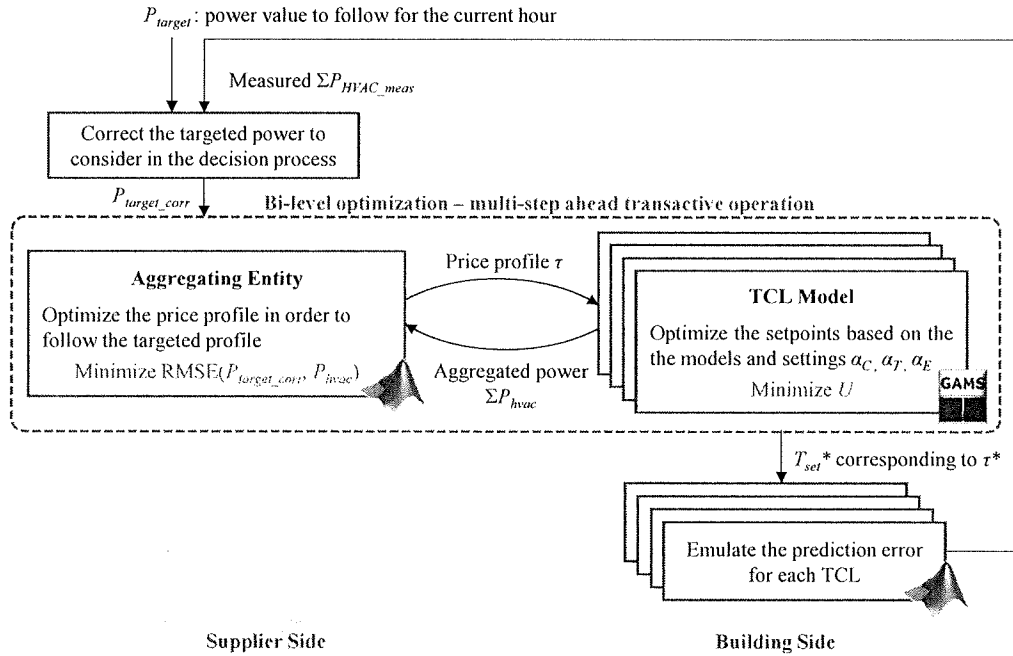 P_target : power value to follow for the current hour
Measured ΣP_HVAC_meas
Correct the targeted power to
consider in the decision process
P_target_corr
Bi-level optimization – multi-step ahead transactive operation
Aggregating Entity
Optimize the price profile in order to
follow the targeted profile
Minimize RMSE(P_target_corr, P_hvac)
Price profile τ
Aggregated power
ΣP_hvac
TCL Model
Optimize the setpoints based on the
the models and settings α_C, α_T, α_E
Minimize U
GAMS
T_set* corresponding to τ*
Emulate the prediction error
for each TCL
Supplier Side
Building Side